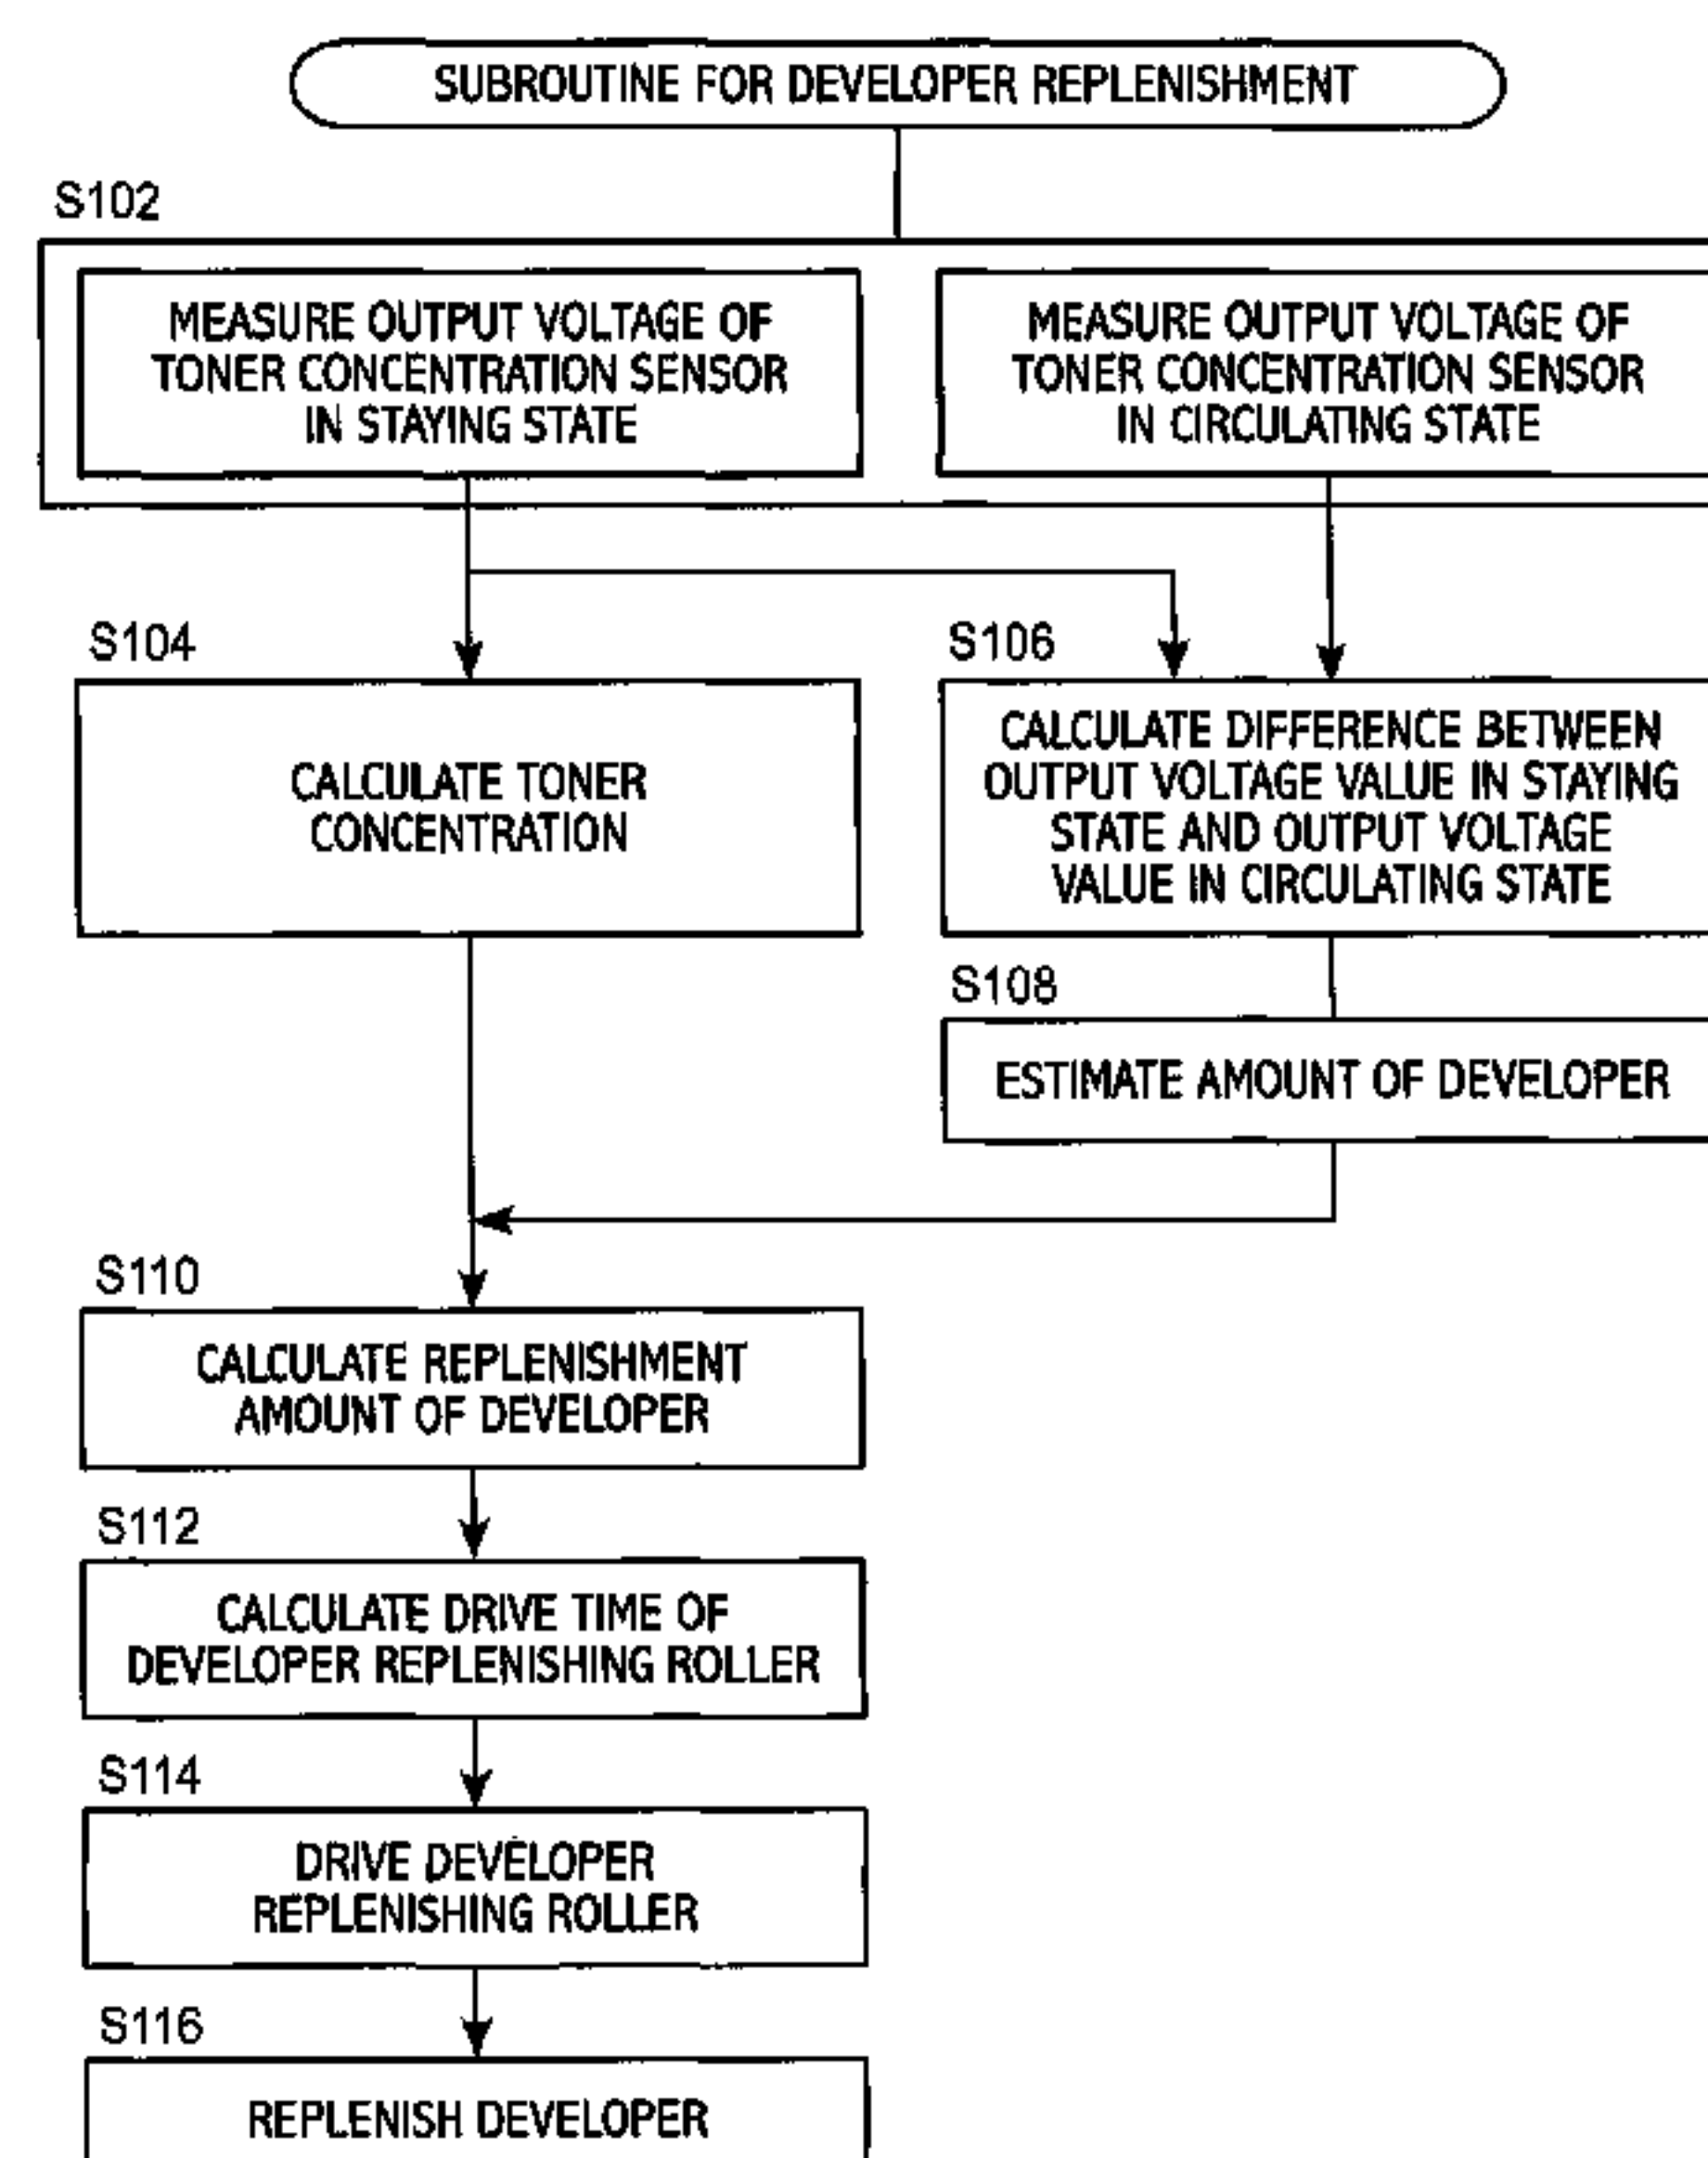 SUBROUTINE FOR DEVELOPER REPLENISHMENT
S102
MEASURE OUTPUT VOLTAGE OF
TONER CONCENTRATION SENSOR
IN STAYING STATE
MEASURE OUTPUT VOLTAGE OF
TONER CONCENTRATION SENSOR
IN CIRCULATING STATE
S104
CALCULATE TONER
CONCENTRATION
S106
CALCULATE DIFFERENCE BETWEEN
OUTPUT VOLTAGE VALUE IN STAYING
STATE AND OUTPUT VOLTAGE
VALUE IN CIRCULATING STATE
S108
ESTIMATE AMOUNT OF DEVELOPER
S110
CALCULATE REPLENISHMENT
AMOUNT OF DEVELOPER
S112
CALCULATE DRIVE TIME OF
DEVELOPER REPLENISHING ROLLER
S114
DRIVE DEVELOPER
REPLENISHING ROLLER
S116
REPLENISH DEVELOPER